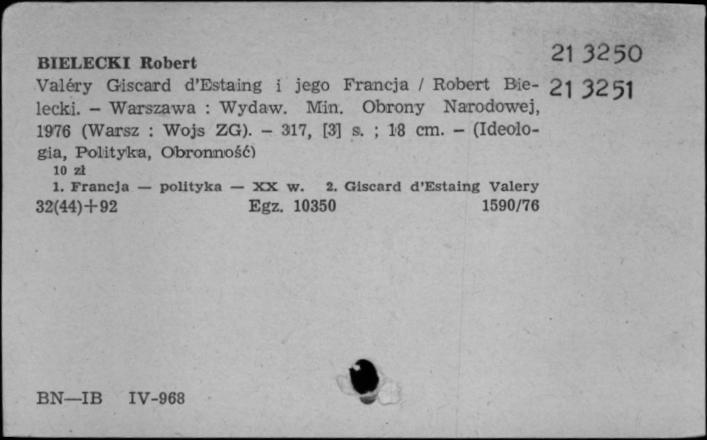 BIELECKI Robert
21 3250
Valéry Giscard d'Estaing i jego Francja / Robert Bie-
21 3251
lecki. — Warszawa : Wydaw. Min. Obrony Narodowej,
1976 (Warsz : Wojs ZG). — 317, [3] s. ; 18 cm. — (Ideolo-
gia, Polityka, Obronność)
10 zł
1. Francja — polityka — XX w. 2. Giscard d'Estaing Valery
32(44)+92 Egz. 10350 1590/76
BN—IB IV-968